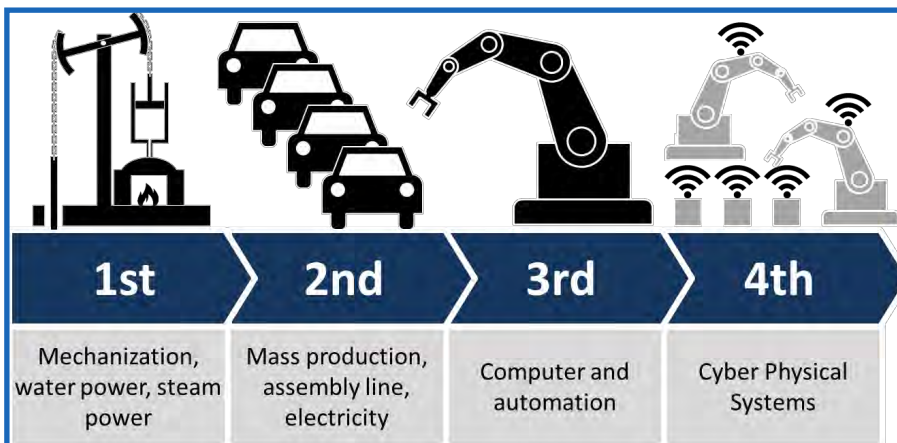 1st
2nd
3rd
4th
Mechanization,
water power, steam
power
Mass production,
assembly line,
electricity
Computer and
automation
Cyber Physical
Systems